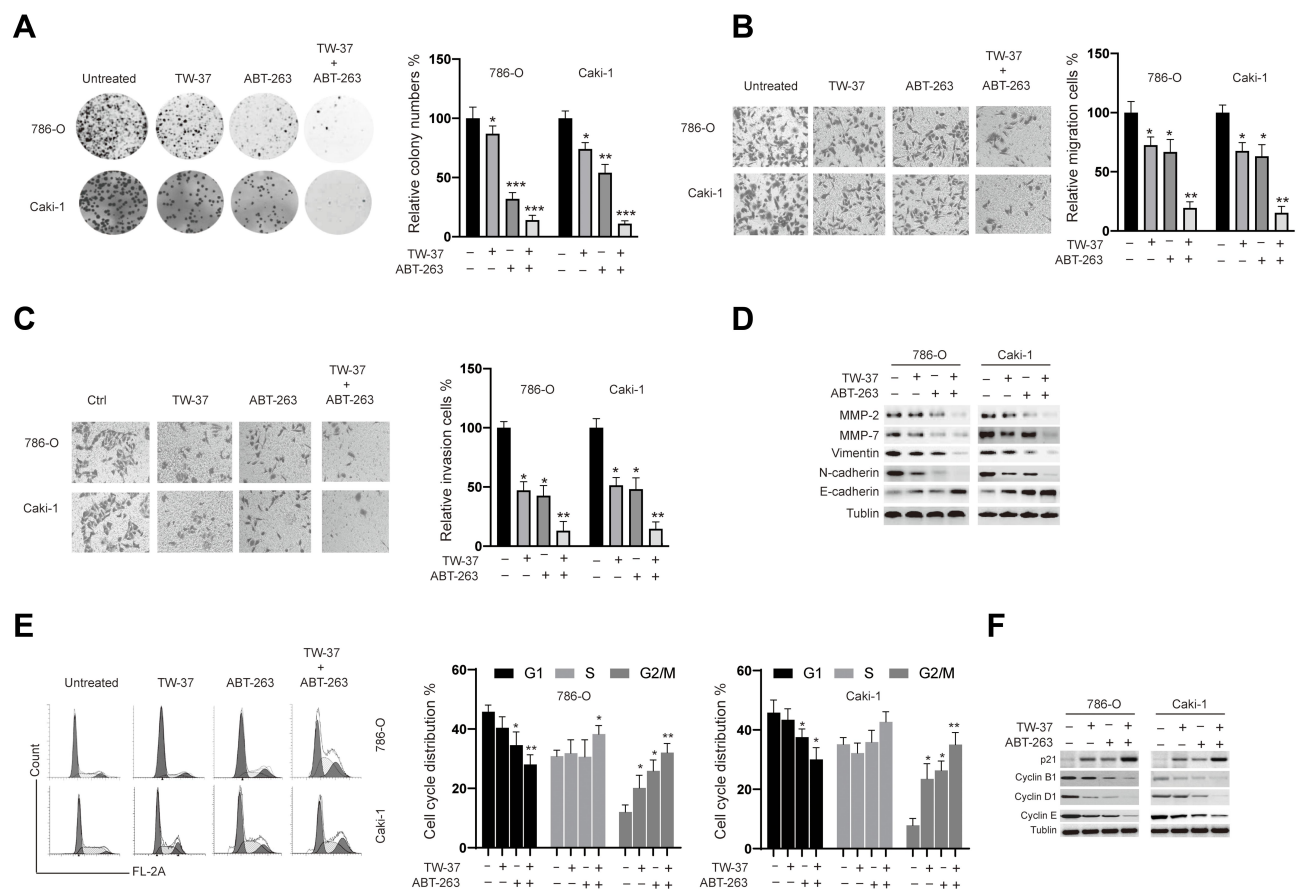 A
TW-37
+
ABT-263
Untreated TW-37 ABT-263
786-O
Caki-1
Relative colony numbers %
150
100
50
0
786-O Caki-1
TW-37 – + – + – + – +
ABT-263 – – + + – – + +
* *** *** * ** ***
B
TW-37
+
ABT-263
Untreated TW-37 ABT-263
786-O
Caki-1
Relative migration cells %
150
100
50
0
786-O Caki-1
* * ** * * **
TW-37 – + – + – + – +
ABT-263 – – + + – – + +
C
TW-37
+
ABT-263
Ctrl TW-37 ABT-263
786-O
Caki-1
Relative invasion cells %
150
100
50
0
786-O Caki-1
* * ** * * **
TW-37 – + – + – + – +
ABT-263 – – + + – – + +
D
786-O Caki-1
TW-37 – + – + – + – +
ABT-263 – – + + – – + +
MMP-2
MMP-7
Vimentin
N-cadherin
E-cadherin
Tublin
E
TW-37
+
ABT-263
Untreated TW-37 ABT-263
786-O
Caki-1
Count
FL-2A
Cell cycle distribution %
60
40
20
0
G1 S G2/M
786-O
* ** * * * **
TW-37 – + – + – + – + – + – +
ABT-263 – – + + – – + + – – + +
Cell cycle distribution %
60
40
20
0
G1 S G2/M
Caki-1
* * * * **
TW-37 – + – + – + – + – + – +
ABT-263 – – + + – – + + – – + +
F
786-O Caki-1
TW-37 – + – + – + – +
ABT-263 – – + + – – + +
p21
Cyclin B1
Cyclin D1
Cyclin E
Tublin